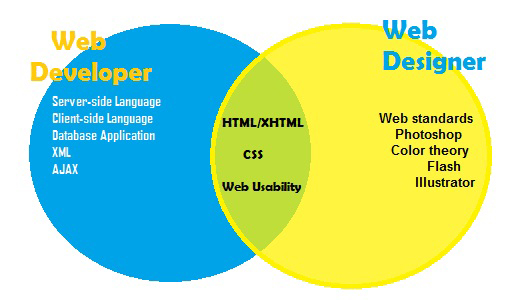 Web
Developer
Server-side Language
Client-side Language
Database Application
XML
AJAX
HTML/XHTML
CSS
Web Usability
Web
Designer
Web standards
Photoshop
Color theory
Flash
Illustrator